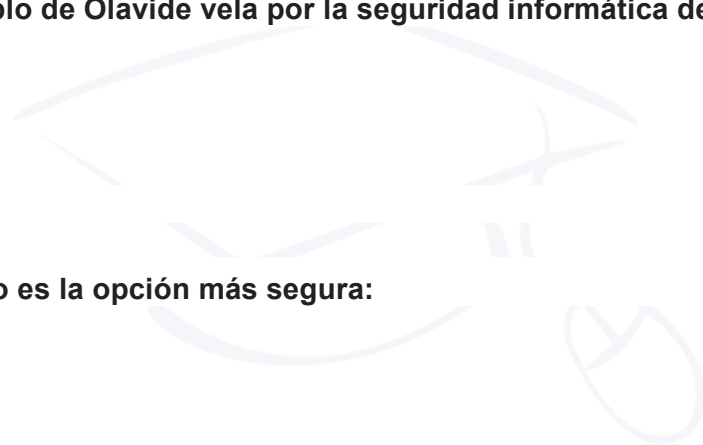 blo de Olavide vela por la seguridad informática de
o es la opción más segura: